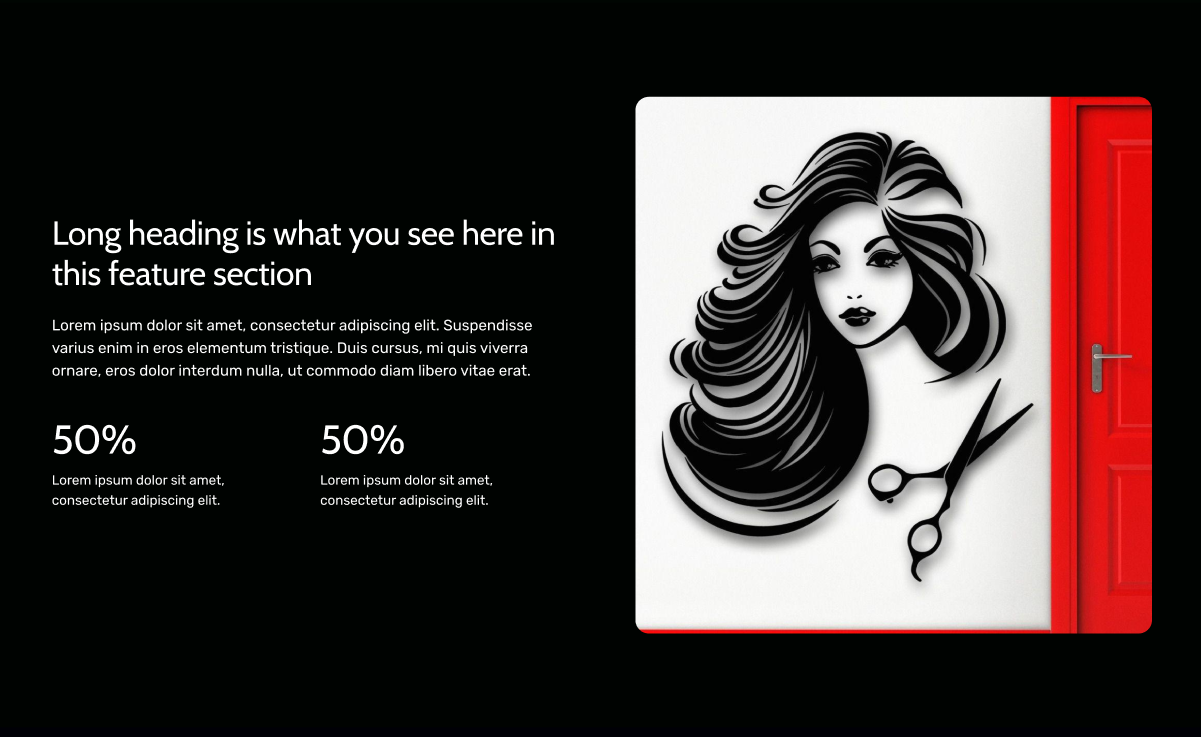 Long heading is what you see here in
this feature section
Lorem ipsum dolor sit amet, consectetur adipiscing elit. Suspendisse
varius enim in eros elementum tristique. Duis cursus, mi quis viverra
ornare, eros dolor interdum nulla, ut commodo diam libero vitae erat.
50%
Lorem ipsum dolor sit amet,
consectetur adipiscing elit.
50%
Lorem ipsum dolor sit amet,
consectetur adipiscing elit.